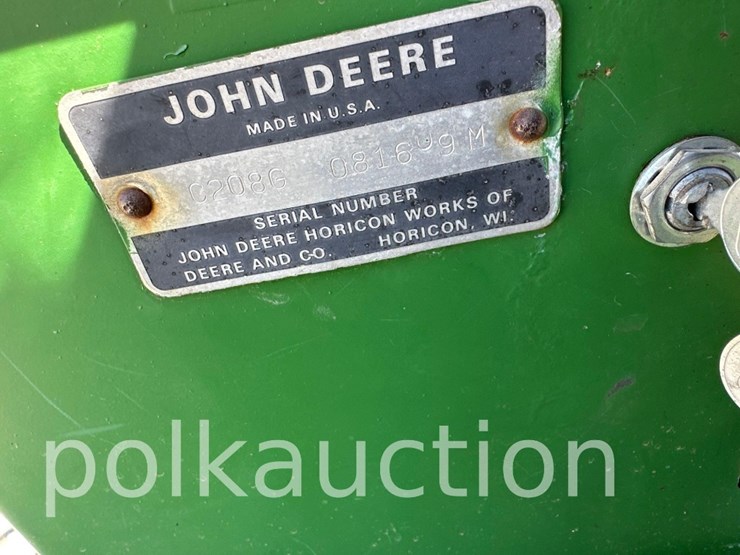 JOHN DEERE
MADE IN U.S.A.
C208G 081699M
SERIAL NUMBER
JOHN DEERE HORICON WORKS OF
DEERE AND CO. HORICON, WI.
polkauction